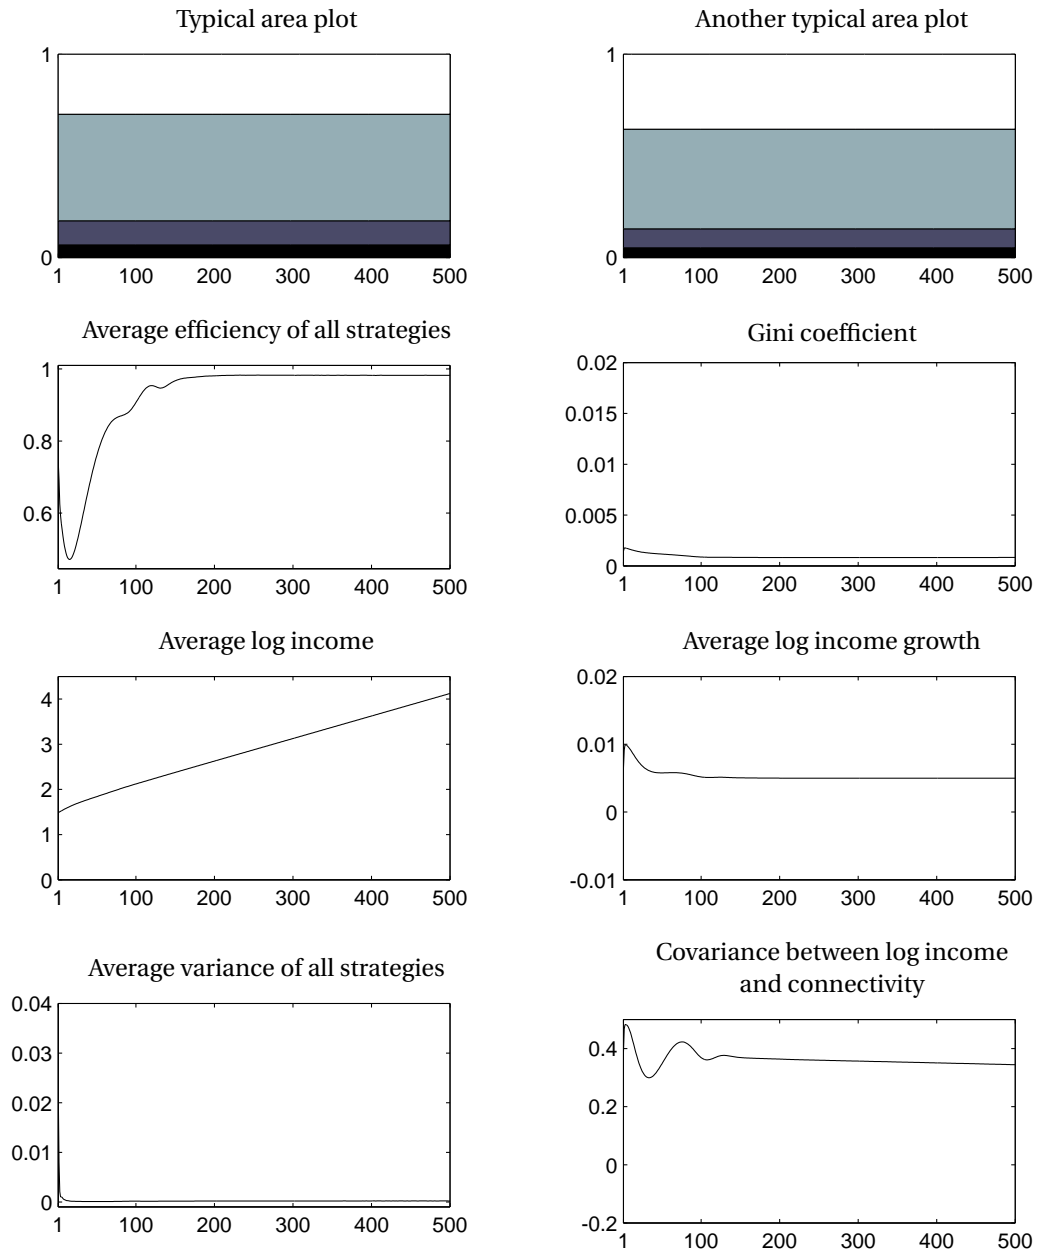 Typical area plot
Another typical area plot
1
0
1 100 200 300 400 500
1
0
1 100 200 300 400 500
Average efficiency of all strategies
Gini coefficient
1
0.8
0.6
1 100 200 300 400 500
0.02
0.015
0.01
0.005
0
1 100 200 300 400 500
Average log income
Average log income growth
4
3
2
1
0
1 100 200 300 400 500
0.02
0.01
0
-0.01
1 100 200 300 400 500
Average variance of all strategies
Covariance between log income
and connectivity
0.04
0.03
0.02
0.01
0
1 100 200 300 400 500
0.4
0.2
0
-0.2
1 100 200 300 400 500